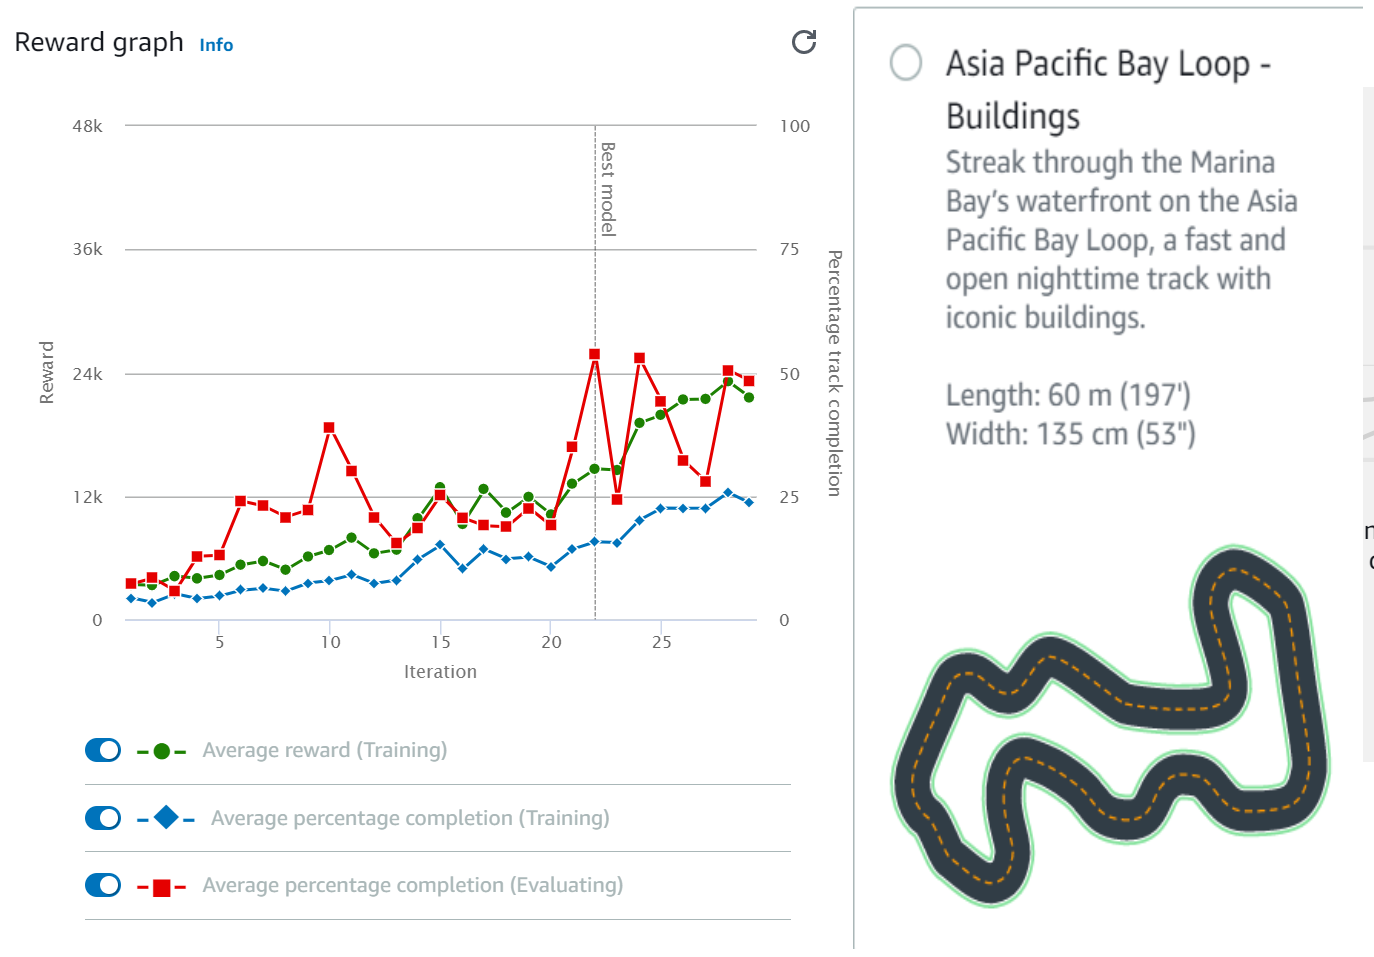 Reward graph Info
48k
36k
24k
12k
0
Reward
100
75
50
25
0
Percentage track completion
Best model
5 10 15 20 25
Iteration
Average reward (Training)
Average percentage completion (Training)
Average percentage completion (Evaluating)
Asia Pacific Bay Loop -
Buildings
Streak through the Marina
Bay's waterfront on the Asia
Pacific Bay Loop, a fast and
open nighttime track with
iconic buildings.
Length: 60 m (197')
Width: 135 cm (53")